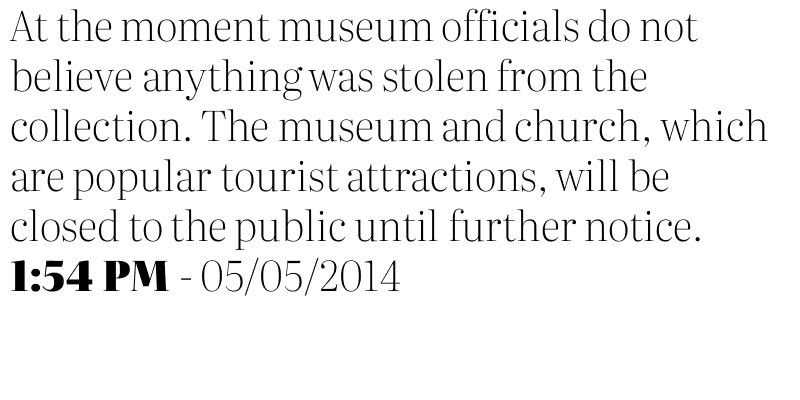 At the moment museum officials do not
believe anything was stolen from the
collection. The museum and church, which
are popular tourist attractions, will be
closed to the public until further notice.
1:54 PM - 05/05/2014